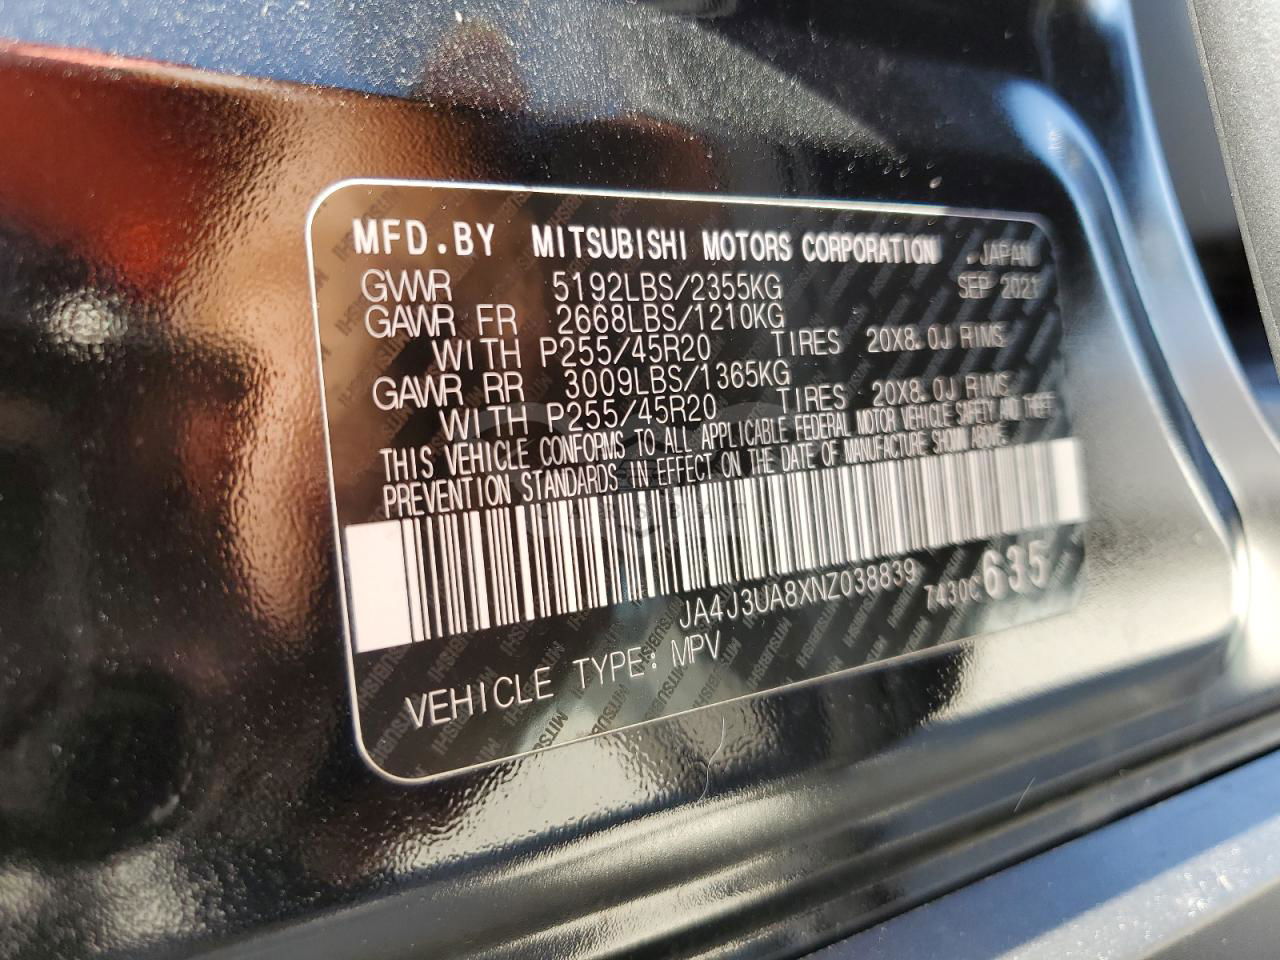 MFD.BY MITSUBISHI MOTORS CORPORATION JAPAN
GVWR 5192LBS/2355KG SEP 2021
GAWR FR 2668LBS/1210KG
WITH P255/45R20 TIRES 20X8.0J RIMS
GAWR RR 3009LBS/1365KG
WITH P255/45R20 TIRES 20X8.0J RIMS
THIS VEHICLE CONFORMS TO ALL APPLICABLE FEDERAL MOTOR VEHICLE SAFETY AND THEFT
PREVENTION STANDARDS IN EFFECT ON THE DATE OF MANUFACTURE SHOWN ABOVE.
JA4J3UA8XNZ038839 7430C 635
VEHICLE TYPE: MPV